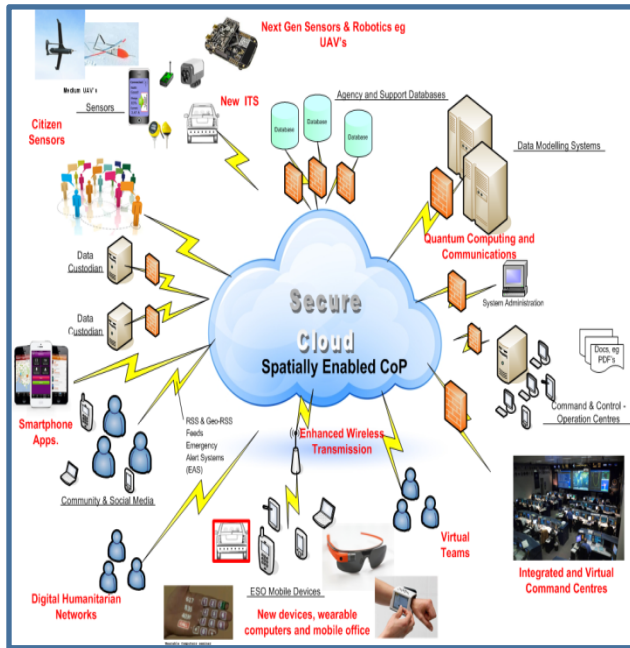 Next Gen Sensors & Robotics eg
UAV's
Medium UAV's
Sensors
Citizen
Sensors
New ITS
Agency and Support Databases
Database
Database
Database
Data Modelling Systems
Quantum Computing and
Communications
System Administration
Data
Custodian
Data
Custodian
Secure
Cloud
Spatially Enabled CoP
Docs, eg
PDF's
Command & Control -
Operation Centres
Smartphone
Apps.
RSS & Geo-RSS
Feeds
Emergency
Alert Systems
(EAS)
Enhanced Wireless
Transmission
Community & Social Media
Virtual
Teams
Integrated and Virtual
Command Centres
Digital Humanitarian
Networks
ESO Mobile Devices
New devices, wearable
computers and mobile office